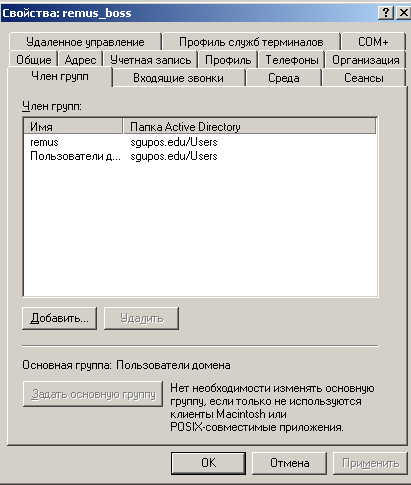 Свойства: remus_boss
Удаленное управление Профиль служб терминалов COM+
Общие Адрес Учетная запись Профиль Телефоны Организация
Член групп Входящие звонки Среда Сеансы
Член групп:
Имя Папка Active Directory
remus sgupos.edu/Users
Пользователи д... sgupos.edu/Users
Добавить... Удалить
Основная группа: Пользователи домена
Задать основную группу
Нет необходимости изменять основную
группу, если только не используются
клиенты Macintosh или
POSIX-совместимые приложения.
OK Отмена Применить